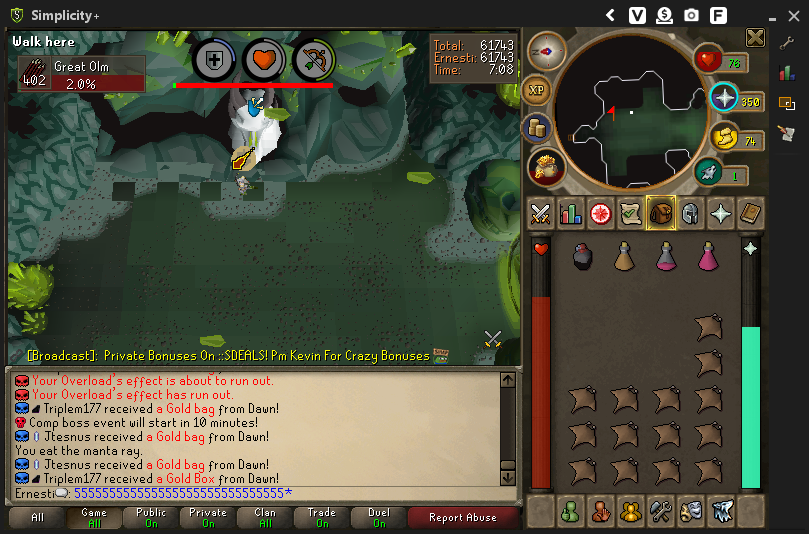 Simplicity+
V
F
Walk here
Great Olm
402
2.0%
Total: 61743
Ernesti: 61743
Time: 7:08
76
XP
350
74
1
[Broadcast]: Private Bonuses On ::SDEALS! Pm Kevin For Crazy Bonuses
Your Overload's effect is about to run out.
Your Overload's effect has run out.
Triplem177 received a Gold bag from Dawn!
Comp boss event will start in 10 minutes!
Jtesnus received a Gold bag from Dawn!
You eat the manta ray.
Jtesnus received a Gold bag from Dawn!
Triplem177 received a Gold Box from Dawn!
Ernesti: 555555555555555555555555555555555*
All
Game
All
Public
On
Private
On
Clan
All
Trade
On
Duel
On
Report Abuse